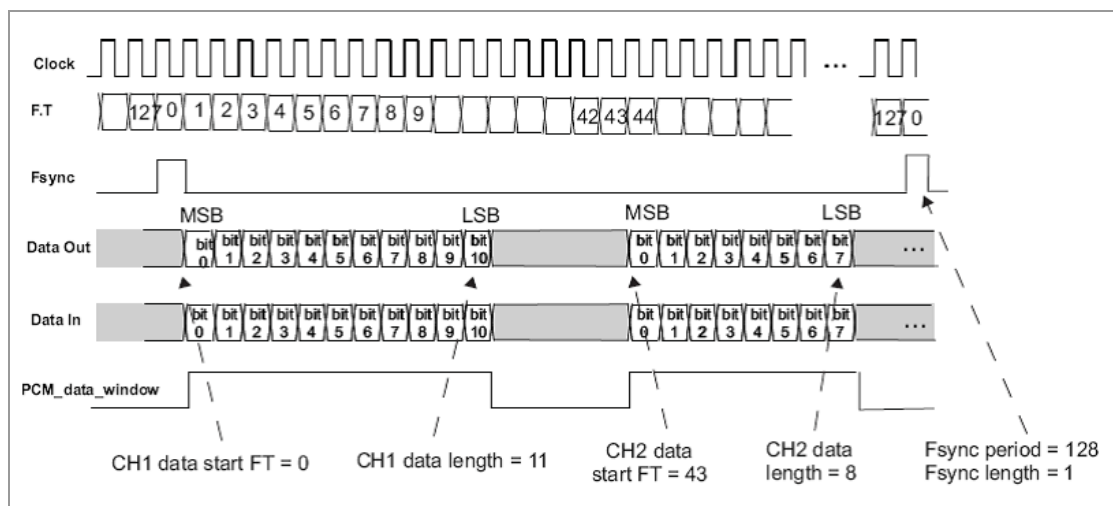 Clock ...
F.T 127 0 1 2 3 4 5 6 7 8 9 42 43 44 127 0
Fsync
MSB LSB MSB LSB
Data Out bit 0 bit 1 bit 2 bit 3 bit 4 bit 5 bit 6 bit 7 bit 8 bit 9 bit 10 bit 0 bit 1 bit 2 bit 3 bit 4 bit 5 bit 6 bit 7 ...
Data In bit 0 bit 1 bit 2 bit 3 bit 4 bit 5 bit 6 bit 7 bit 8 bit 9 bit 10 bit 0 bit 1 bit 2 bit 3 bit 4 bit 5 bit 6 bit 7 ...
PCM_data_window
CH1 data start FT = 0
CH1 data length = 11
CH2 data
start FT = 43
CH2 data
length = 8
Fsync period = 128
Fsync length = 1